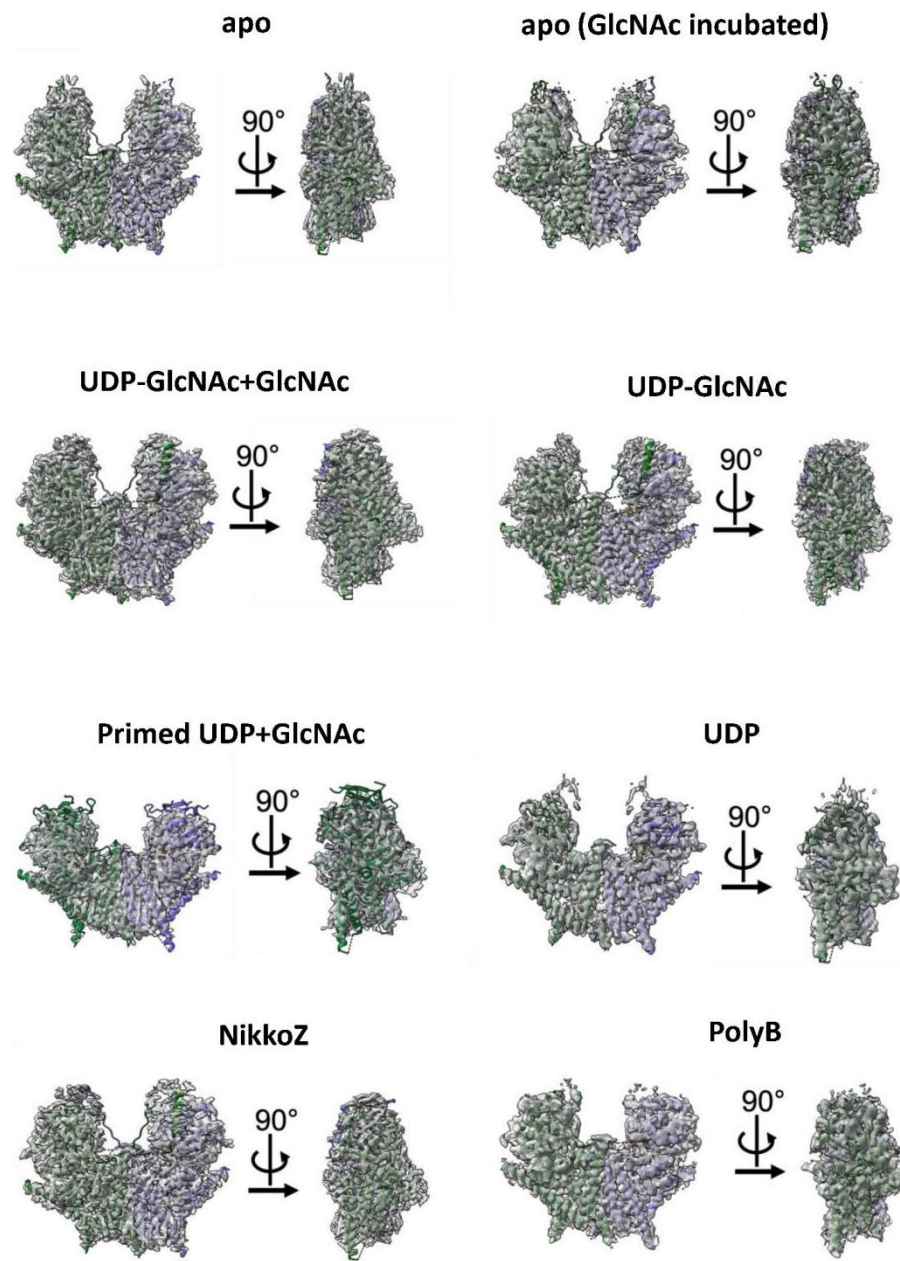 apo
apo (GlcNAc incubated)
90°
90°
UDP-GlcNAc+GlcNAc
UDP-GlcNAc
90°
90°
Primed UDP+GlcNAc
UDP
90°
90°
NikkoZ
PolyB
90°
90°